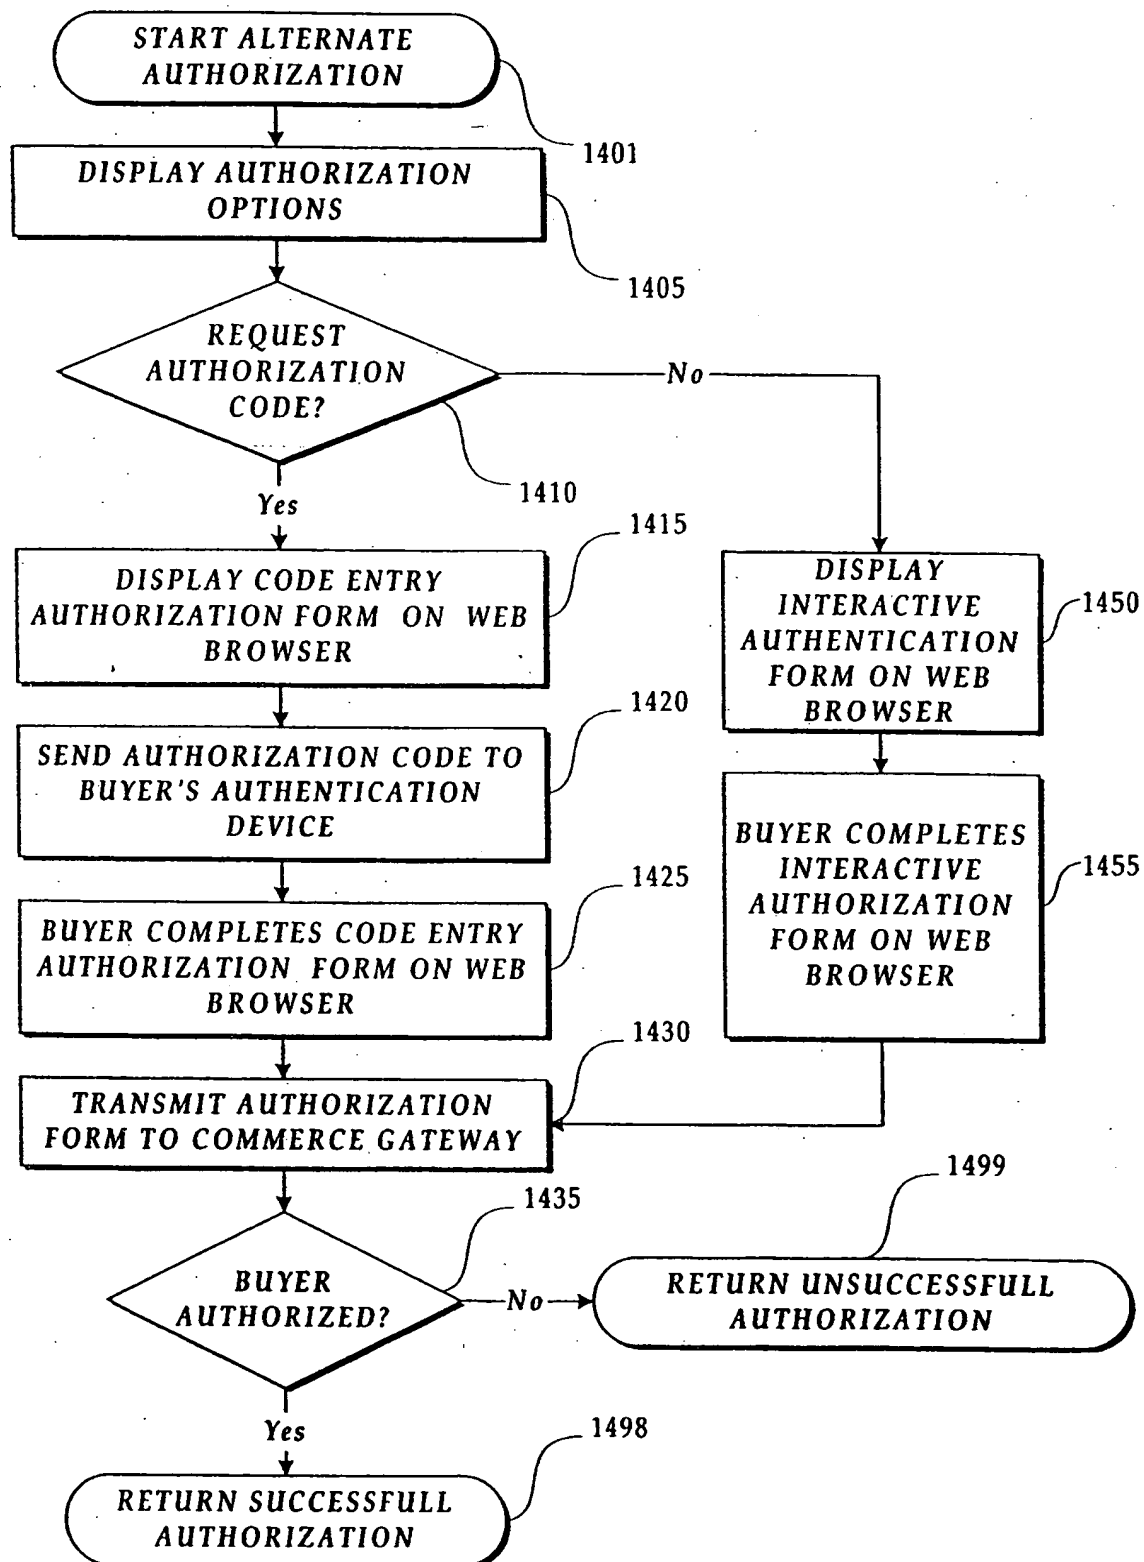 START ALTERNATE
AUTHORIZATION
1401
DISPLAY AUTHORIZATION
OPTIONS
1405
REQUEST
AUTHORIZATION
CODE?
1410
No
Yes
DISPLAY CODE ENTRY
AUTHORIZATION FORM ON WEB
BROWSER
1415
DISPLAY
INTERACTIVE
AUTHENTICATION
FORM ON WEB
BROWSER
1450
SEND AUTHORIZATION CODE TO
BUYER'S AUTHENTICATION
DEVICE
1420
BUYER COMPLETES
INTERACTIVE
AUTHORIZATION
FORM ON WEB
BROWSER
1455
BUYER COMPLETES CODE ENTRY
AUTHORIZATION FORM ON WEB
BROWSER
1425
TRANSMIT AUTHORIZATION
FORM TO COMMERCE GATEWAY
1430
BUYER
AUTHORIZED?
1435
No
RETURN UNSUCCESSFULL
AUTHORIZATION
1499
Yes
RETURN SUCCESSFULL
AUTHORIZATION
1498